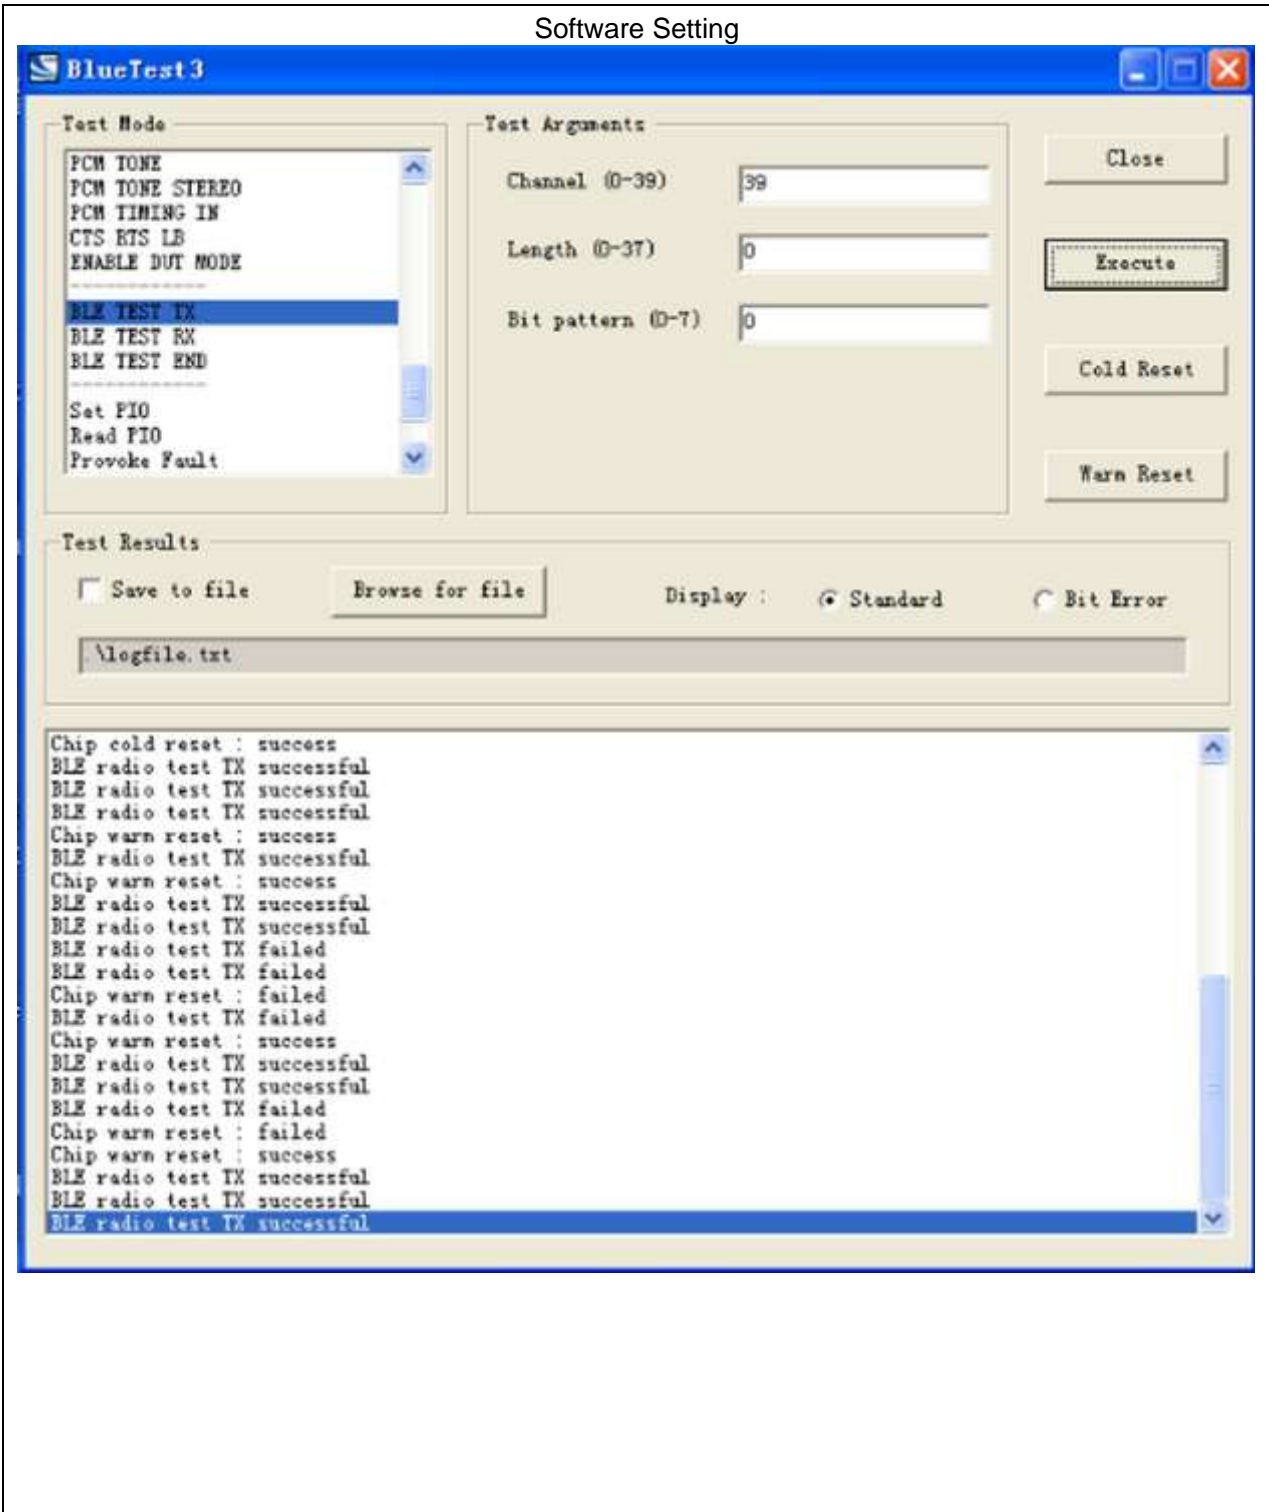 Software Setting
BlueTest3
Test Mode
PCM TONE
PCM TONE STEREO
PCM TIMING IN
CTS RTS LB
ENABLE DUT MODE
------------
BLE TEST TX
BLE TEST RX
BLE TEST END
------------
Set PIO
Read PIO
Provoke Fault
Test Arguments
Channel (0-39) 39
Length (0-37) 0
Bit pattern (0-7) 0
Close
Execute
Cold Reset
Warm Reset
Test Results
Save to file Browse for file Display : Standard Bit Error
.\logfile.txt
Chip cold reset : success
BLE radio test TX successful
BLE radio test TX successful
BLE radio test TX successful
Chip warm reset : success
BLE radio test TX successful
Chip warm reset : success
BLE radio test TX successful
BLE radio test TX successful
BLE radio test TX failed
BLE radio test TX failed
Chip warm reset : failed
BLE radio test TX failed
Chip warm reset : success
BLE radio test TX successful
BLE radio test TX successful
BLE radio test TX failed
Chip warm reset : failed
Chip warm reset : success
BLE radio test TX successful
BLE radio test TX successful
BLE radio test TX successful